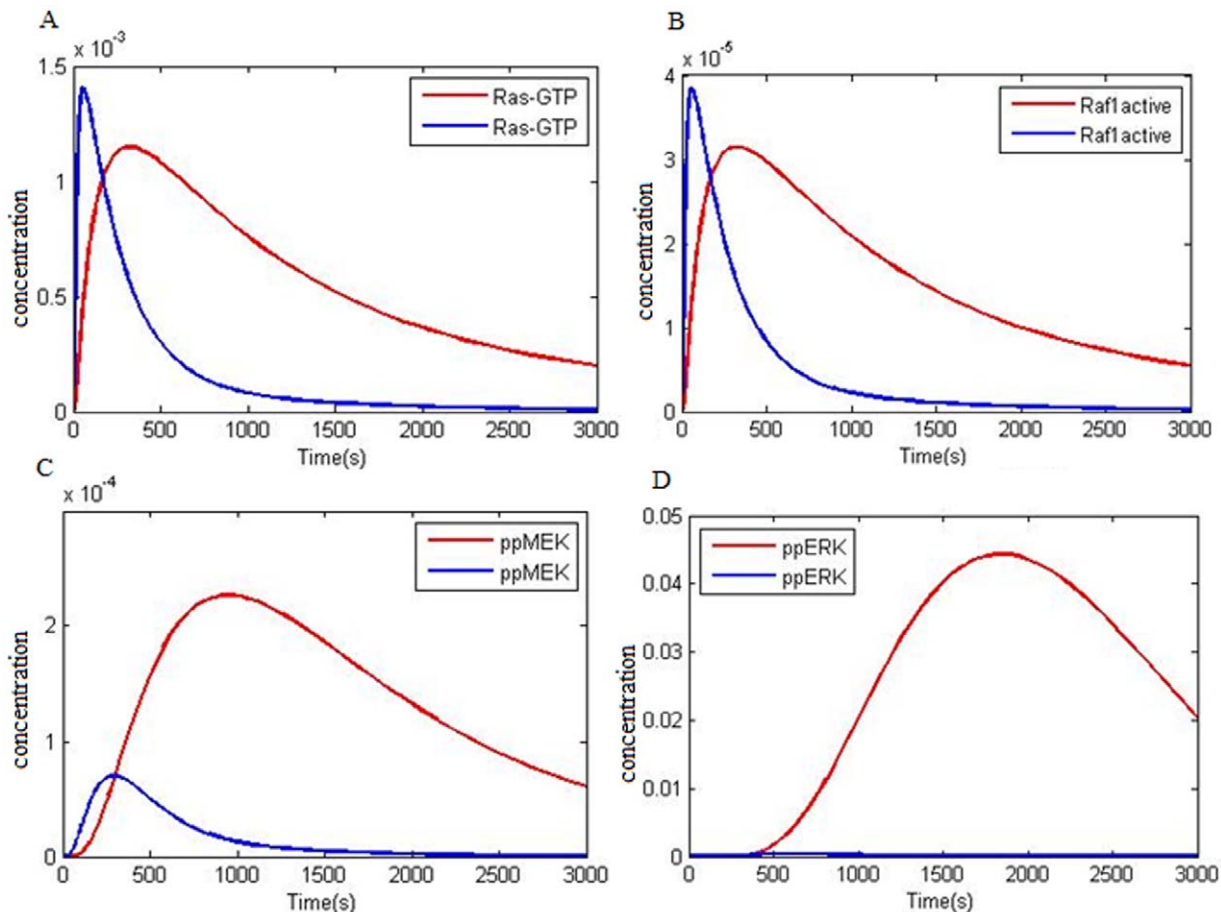 A
x 10^-3
1.5
1
0.5
0
0 500 1000 1500 2000 2500 3000
concentration
Time(s)
Ras-GTP
Ras-GTP
B
x 10^-5
4
3
2
1
0
0 500 1000 1500 2000 2500 3000
concentration
Time(s)
Raf1active
Raf1active
C
x 10^-4
2
1
0
0 500 1000 1500 2000 2500 3000
concentration
Time(s)
ppMEK
ppMEK
D
0.05
0.04
0.03
0.02
0.01
0
0 500 1000 1500 2000 2500 3000
concentration
Time(s)
ppERK
ppERK